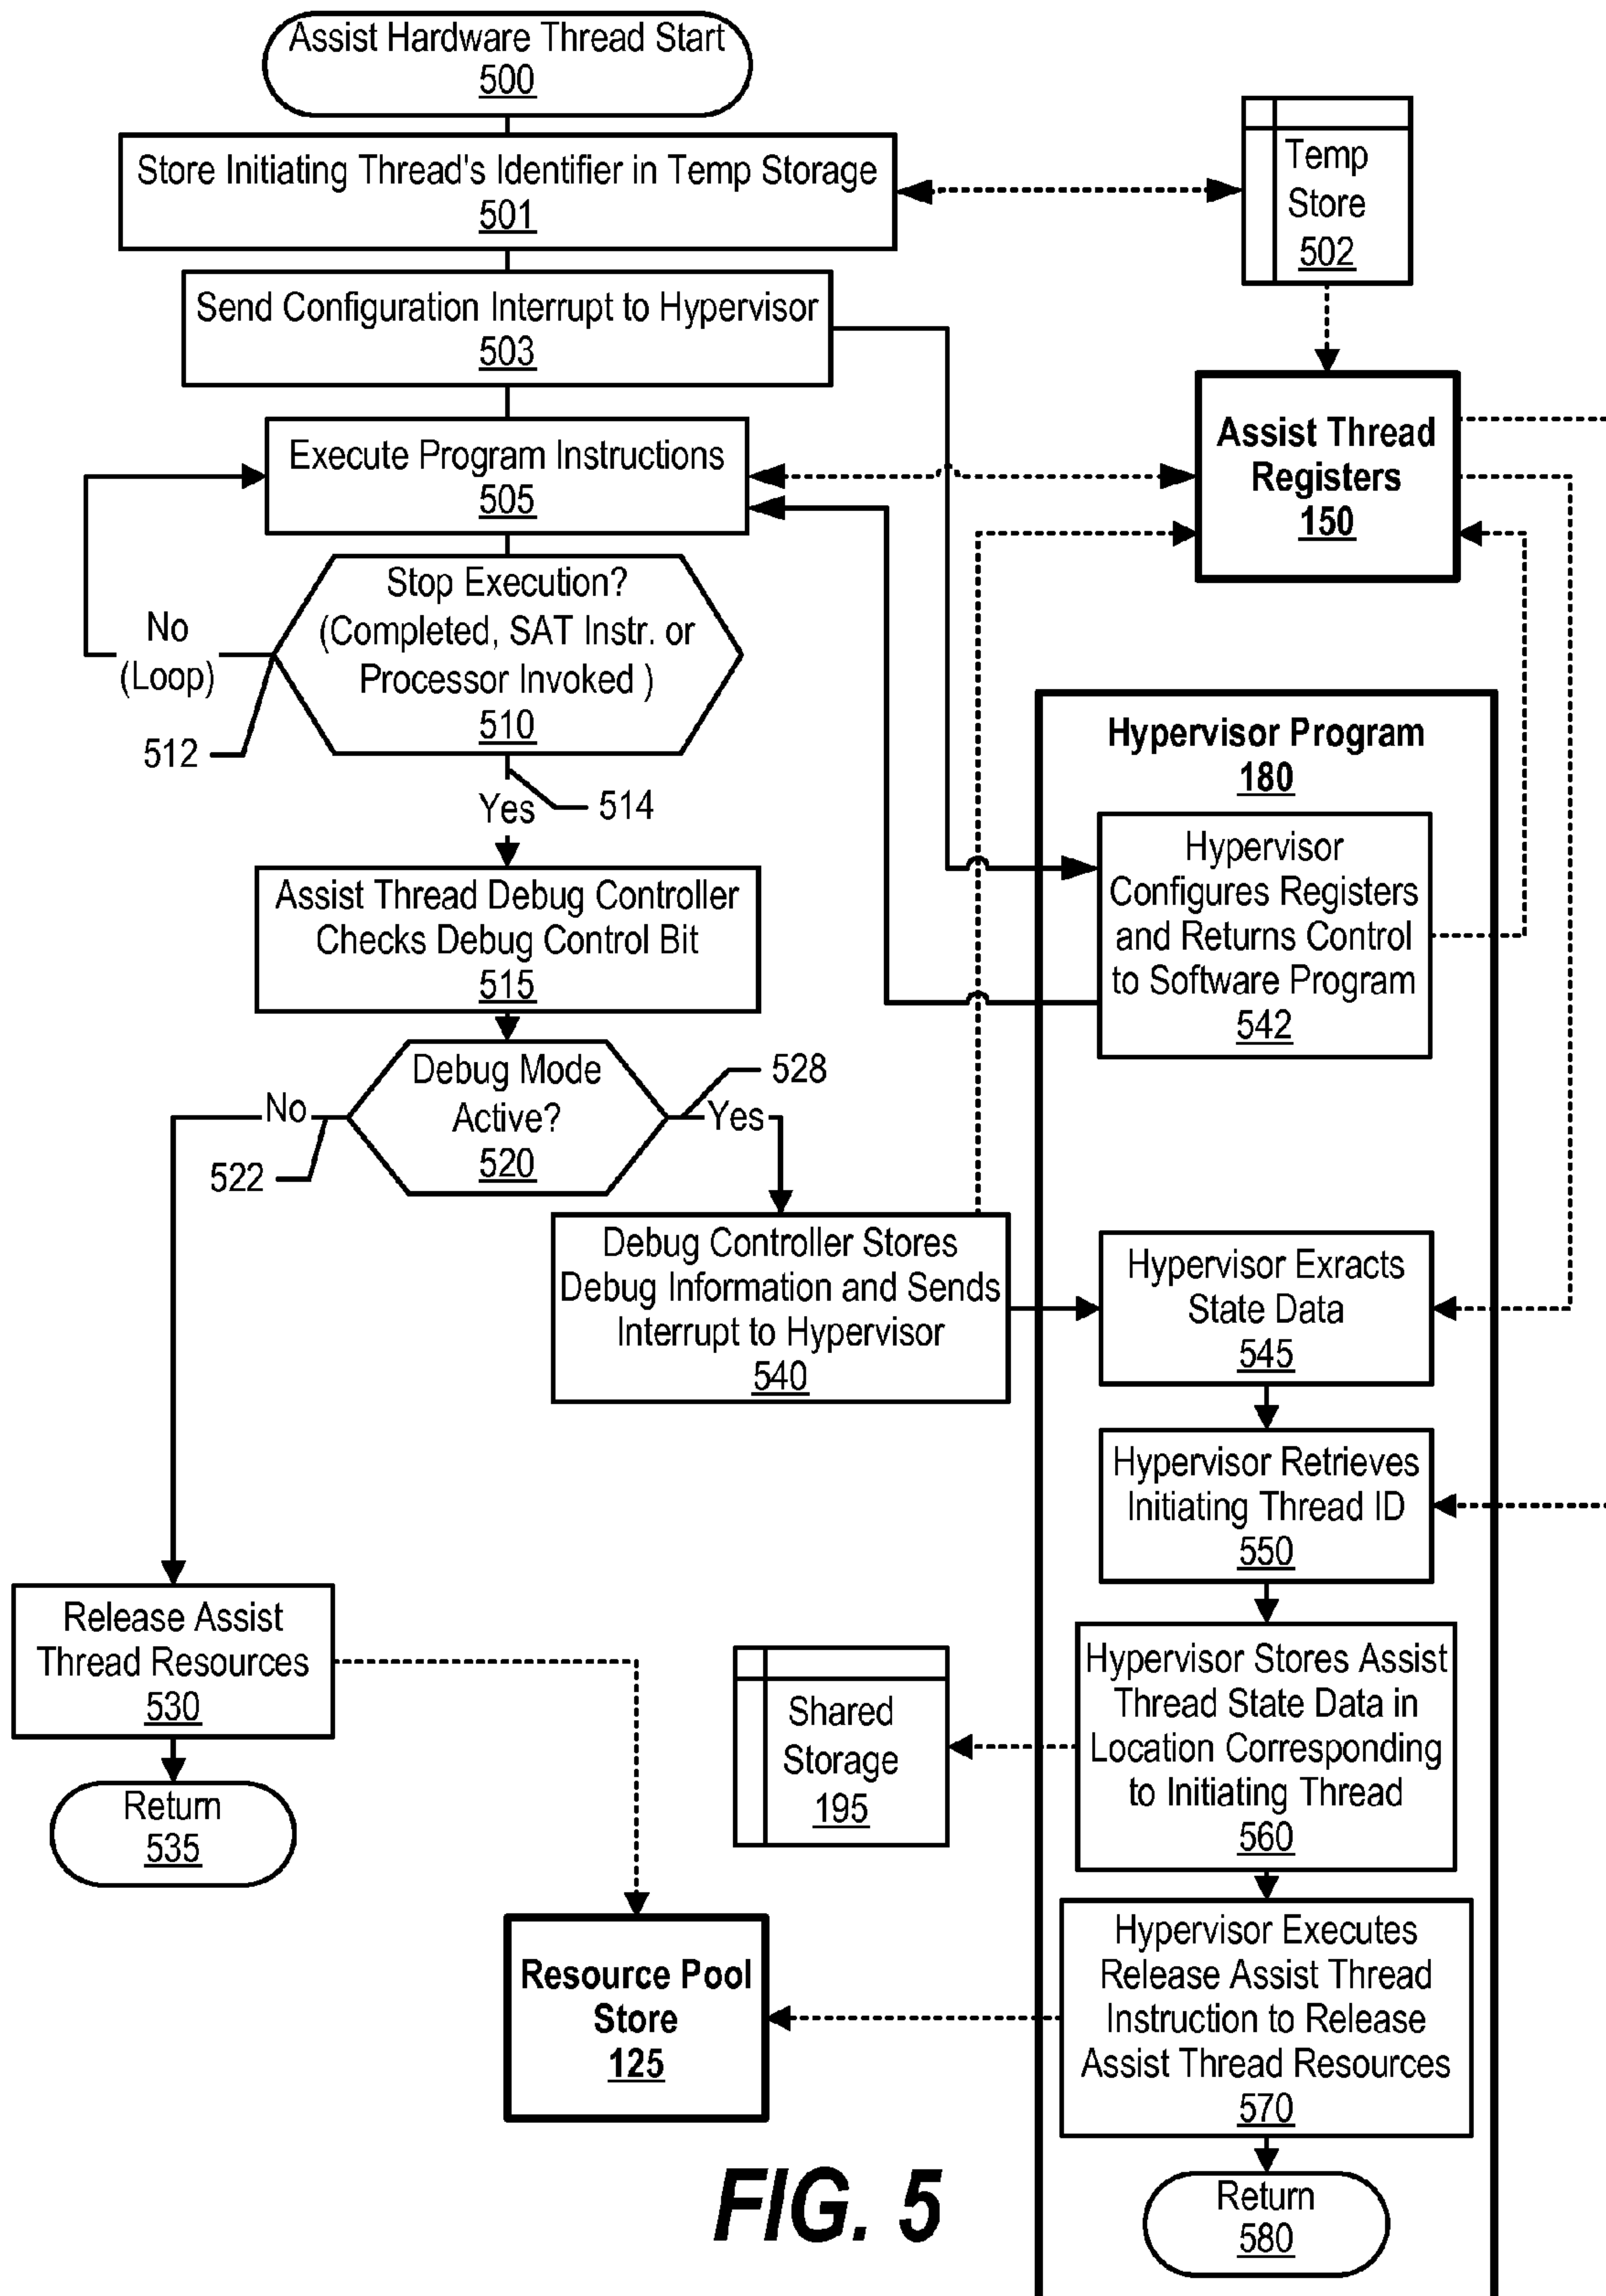 Assist Hardware Thread Start
500
Store Initiating Thread's Identifier in Temp Storage
501
Temp
Store
502
Send Configuration Interrupt to Hypervisor
503
Execute Program Instructions
505
Assist Thread
Registers
150
Stop Execution?
(Completed, SAT Instr. or
Processor Invoked )
510
No
(Loop)
512
Yes
514
Hypervisor Program
180
Hypervisor
Configures Registers
and Returns Control
to Software Program
542
Assist Thread Debug Controller
Checks Debug Control Bit
515
Debug Mode
Active?
520
528
No
Yes
522
Debug Controller Stores
Debug Information and Sends
Interrupt to Hypervisor
540
Hypervisor Exracts
State Data
545
Hypervisor Retrieves
Initiating Thread ID
550
Release Assist
Thread Resources
530
Return
535
Shared
Storage
195
Hypervisor Stores Assist
Thread State Data in
Location Corresponding
to Initiating Thread
560
Resource Pool
Store
125
Hypervisor Executes
Release Assist Thread
Instruction to Release
Assist Thread Resources
570
Return
580
FIG. 5